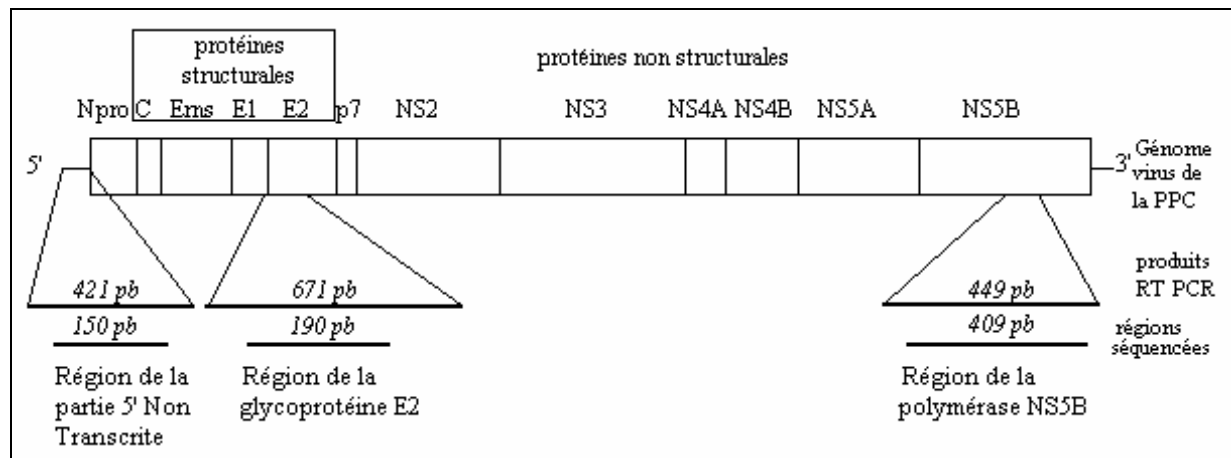 protéines
structurales
protéines non structurales
Npro C Erns E1 E2 p7 NS2 NS3 NS4A NS4B NS5A NS5B
5'
3'
Génome
virus de
la PPC
421 pb
671 pb
449 pb
produits
RT PCR
150 pb
190 pb
409 pb
régions
séquencées
Région de la
partie 5' Non
Transcrite
Région de la
glycoprotéine E2
Région de la
polymérase NS5B